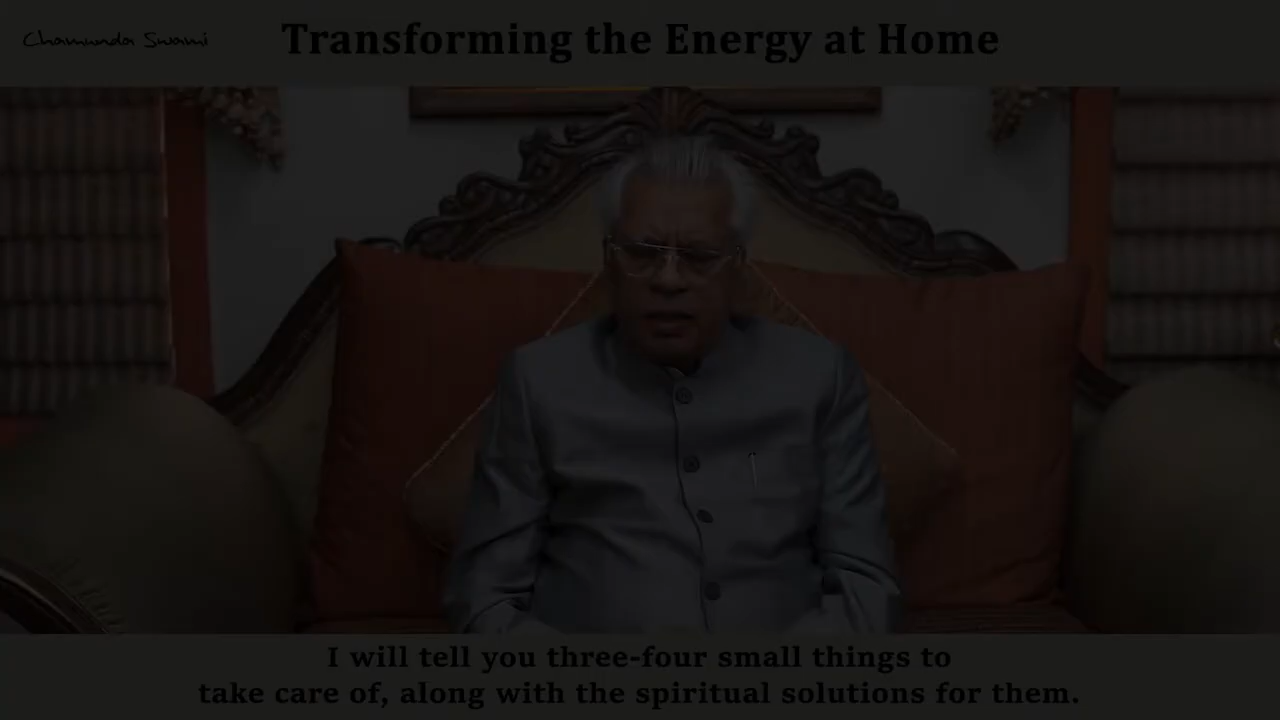 Chamunda Swami
Transforming the Energy at Home
I will tell you three-four small things to
take care of, along with the spiritual solutions for them.